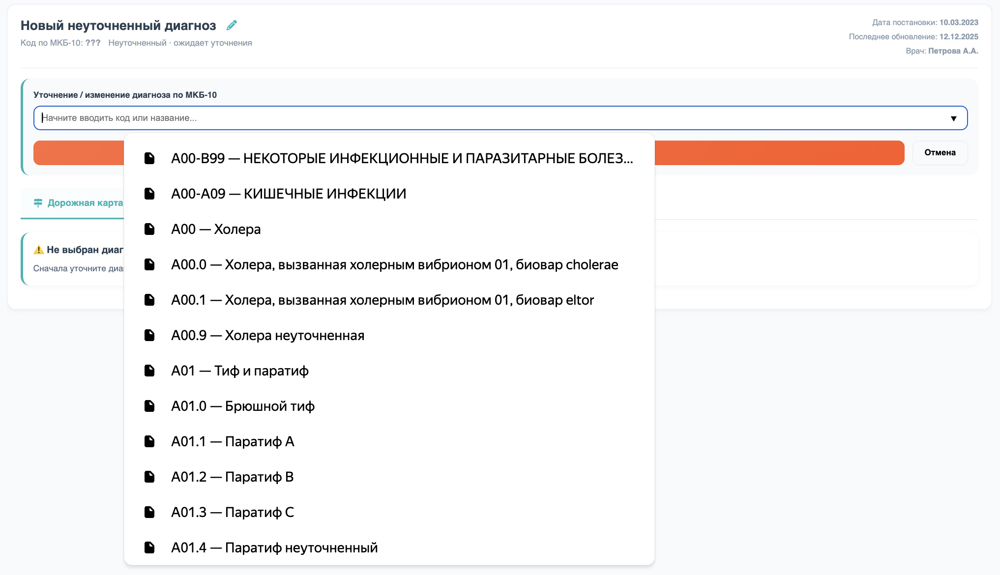 Новый неуточненный диагноз
Код по МКБ-10: ??? Неуточненный · ожидает уточнения
Дата постановки: 10.03.2023
Последнее обновление: 12.12.2025
Врач: Петрова А.А.
Уточнение / изменение диагноза по МКБ-10
Начните вводить код или название...
Отмена
A00-B99 — НЕКОТОРЫЕ ИНФЕКЦИОННЫЕ И ПАРАЗИТАРНЫЕ БОЛЕЗ...
A00-A09 — КИШЕЧНЫЕ ИНФЕКЦИИ
A00 — Холера
A00.0 — Холера, вызванная холерным вибрионом 01, биовар cholerae
A00.1 — Холера, вызванная холерным вибрионом 01, биовар eltor
A00.9 — Холера неуточненная
A01 — Тиф и паратиф
A01.0 — Брюшной тиф
A01.1 — Паратиф A
A01.2 — Паратиф B
A01.3 — Паратиф C
A01.4 — Паратиф неуточненный
Дорожная карта
Не выбран диаг
Сначала уточните диа